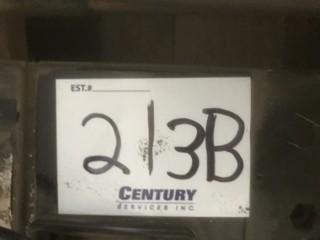 EST.#
213B
CENTURY
SERVICES INC